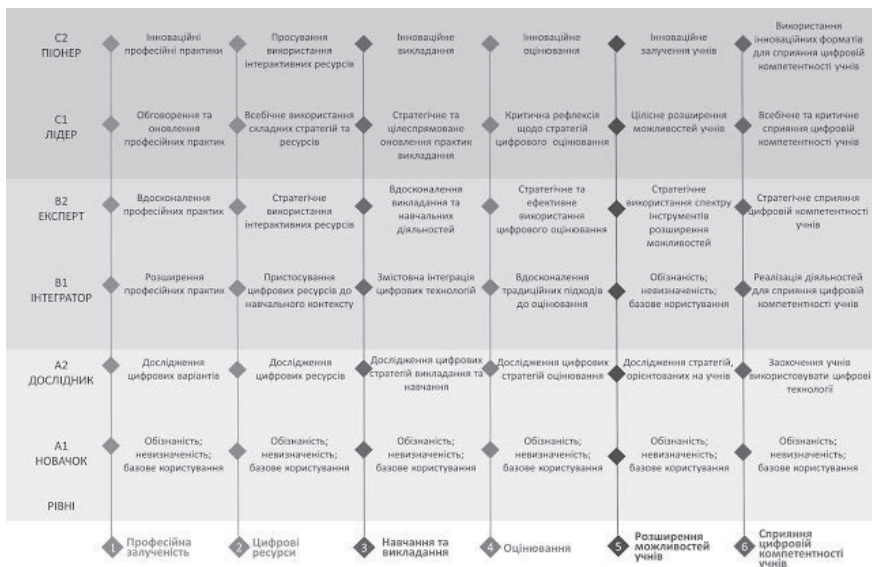 C2
ПІОНЕР
Інноваційні
професійні практики
Просування
використання
інтерактивних ресурсів
Інноваційне
викладання
Інноваційне
оцінювання
Інноваційне
залучення учнів
Використання
інноваційних форматів
для сприяння цифровій
компетентності учнів
C1
ЛІДЕР
Обговорення та
оновлення
професійних практик
Всебічне використання
складних стратегій та
ресурсів
Стратегічне та
цілеспрямоване
оновлення практик
викладання
Критична рефлексія
щодо стратегій
цифрового оцінювання
Цілісне розширення
можливостей учнів
Всебічне та критичне
сприяння цифровій
компетентності учнів
B2
ЕКСПЕРТ
Вдосконалення
професійних практик
Стратегічне
використання
інтерактивних ресурсів
Вдосконалення
викладання та
навчальних
діяльностей
Стратегічне та
ефективне
використання
цифрового оцінювання
Стратегічне
використання спектру
інструментів
розширення
можливостей
Стратегічне сприяння
цифровій компетентності
учнів
B1
ІНТЕГРАТОР
Розширення
професійних практик
Пристосування
цифрових ресурсів до
навчального контексту
Змістовна інтеграція
цифрових технологій
Вдосконалення
традиційних підходів
до оцінювання
Обізнаність;
невизначеність;
базове користування
Реалізація діяльностей
для сприяння цифровій
компетентності учнів
A2
ДОСЛІДНИК
Дослідження
цифрових варіантів
Дослідження
цифрових ресурсів
Дослідження цифрових
стратегій викладання та
навчання
Дослідження цифрових
стратегій оцінювання
Дослідження стратегій,
орієнтованих на учнів
Заохочення учнів
використовувати цифрові
технології
A1
НОВАЧОК
Обізнаність;
невизначеність;
базове користування
Обізнаність;
невизначеність;
базове користування
Обізнаність;
невизначеність;
базове користування
Обізнаність;
невизначеність;
базове користування
Обізнаність;
невизначеність;
базове користування
Обізнаність;
невизначеність;
базове користування
РІВНІ
1 Професійна
залученість
2 Цифрові
ресурси
3 Навчання та
викладання
4 Оцінювання
5 Розширення
можливостей
учнів
6 Сприяння
цифровій
компетентності
учнів